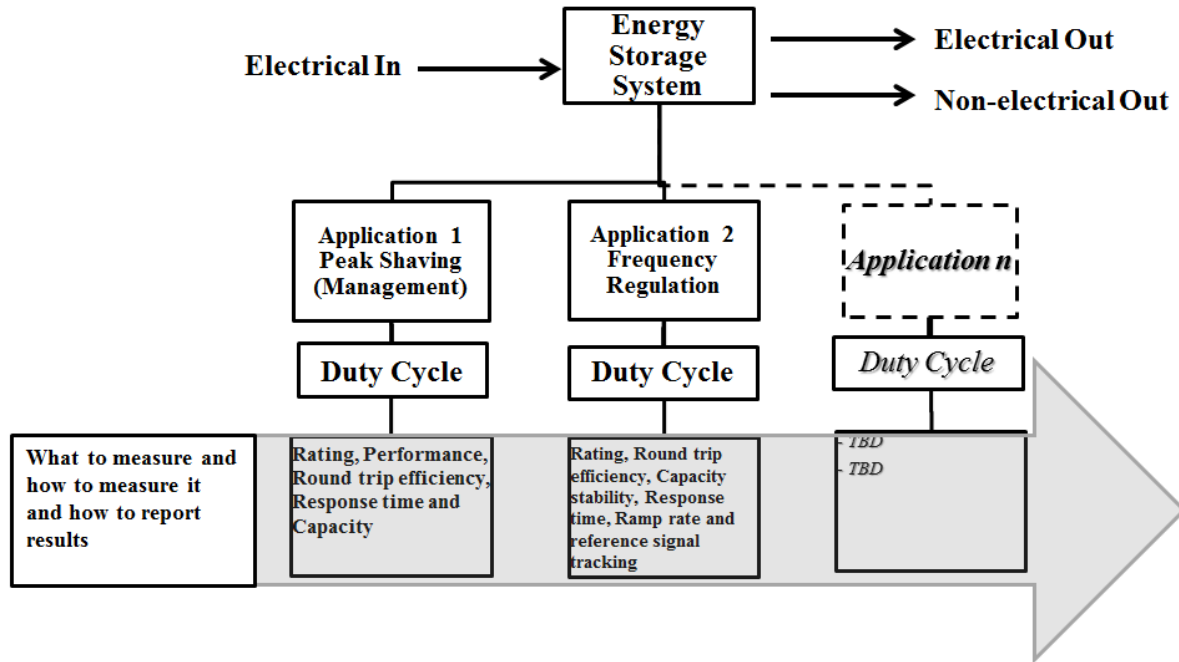 Energy
Storage
System
Electrical In
Electrical Out
Non-electrical Out
Application 1
Peak Shaving
(Management)
Application 2
Frequency
Regulation
Application n
Duty Cycle
Duty Cycle
Duty Cycle
What to measure and
how to measure it
and how to report
results
Rating, Performance,
Round trip efficiency,
Response time and
Capacity
Rating, Round trip
efficiency, Capacity
stability, Response
time, Ramp rate and
reference signal
tracking
- TBD
- TBD